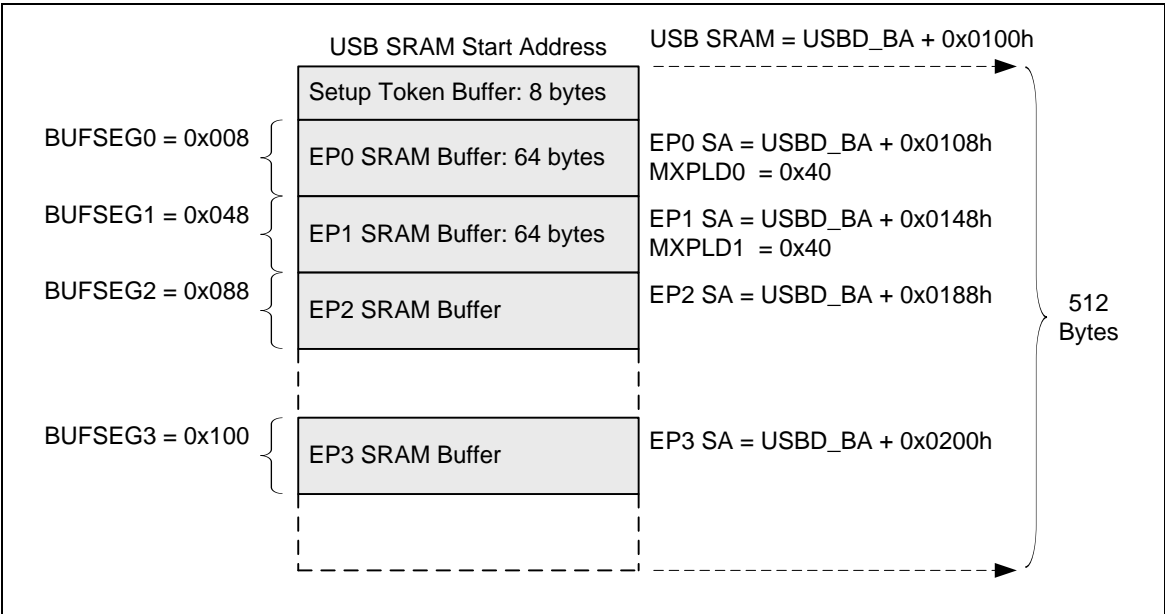 USB SRAM Start Address
USB SRAM = USBD_BA + 0x0100h
Setup Token Buffer: 8 bytes
BUFSEG0 = 0x008
EP0 SRAM Buffer: 64 bytes
EP0 SA = USBD_BA + 0x0108h
MXPLD0 = 0x40
BUFSEG1 = 0x048
EP1 SRAM Buffer: 64 bytes
EP1 SA = USBD_BA + 0x0148h
MXPLD1 = 0x40
BUFSEG2 = 0x088
EP2 SRAM Buffer
EP2 SA = USBD_BA + 0x0188h
512
Bytes
BUFSEG3 = 0x100
EP3 SRAM Buffer
EP3 SA = USBD_BA + 0x0200h